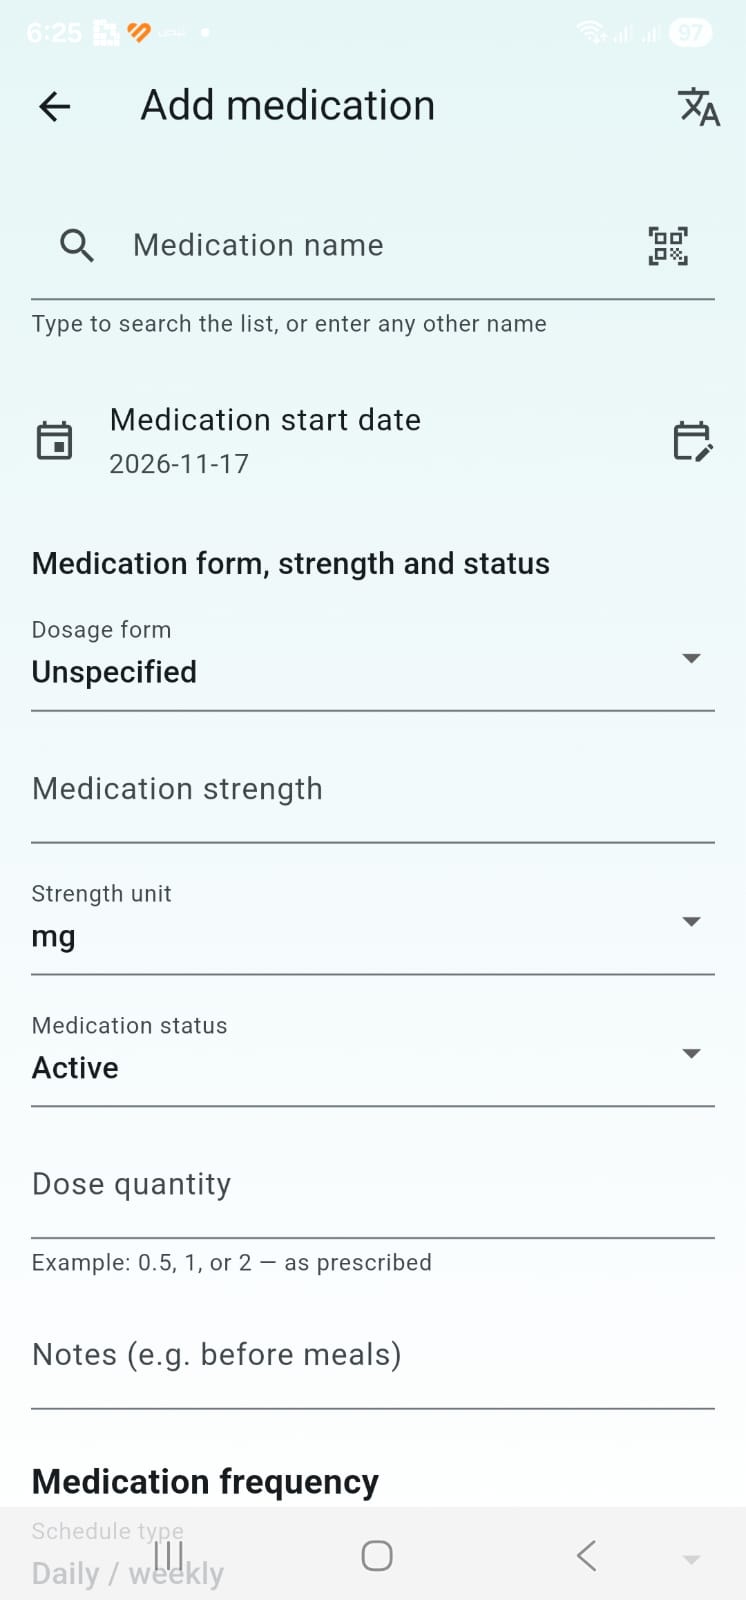 6:25
97
Add medication
Medication name
Type to search the list, or enter any other name
Medication start date
2026-11-17
Medication form, strength and status
Dosage form
Unspecified
Medication strength
Strength unit
mg
Medication status
Active
Dose quantity
Example: 0.5, 1, or 2 — as prescribed
Notes (e.g. before meals)
Medication frequency
Schedule type
Daily / weekly